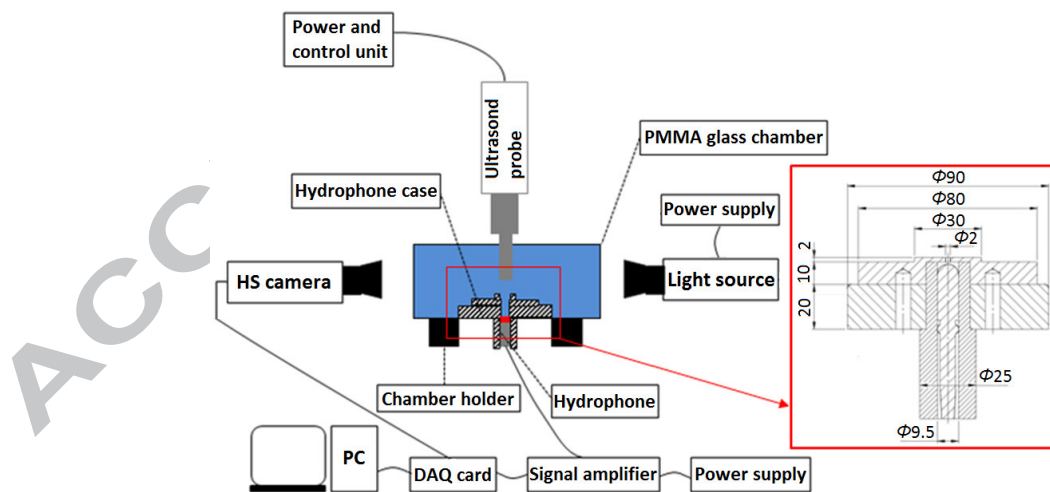 Power and
control unit
Ultrasond
probe
PMMA glass chamber
Hydrophone case
Power supply
HS camera
Light source
Chamber holder
Hydrophone
PC
DAQ card
Signal amplifier
Power supply
Φ90
Φ80
Φ30
Φ2
2
10
20
Φ25
Φ9.5
ACC